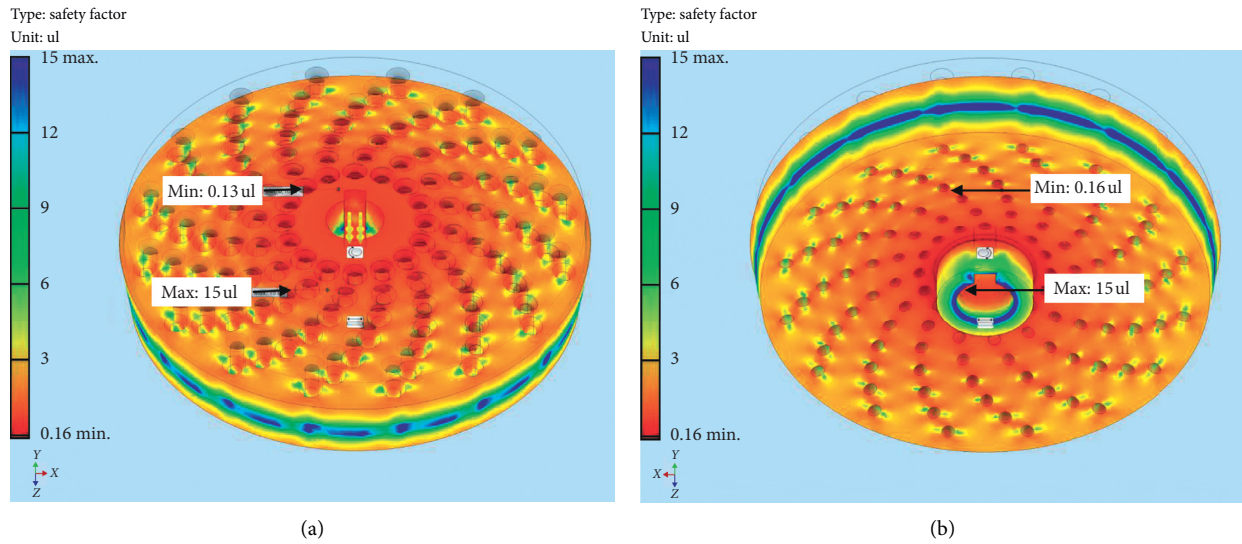 Type: safety factor
Unit: ul
15 max.
12
9
6
3
0.16 min.
Min: 0.13 ul
Max: 15 ul
Y
X
Z
(a)
Type: safety factor
Unit: ul
15 max.
12
9
6
3
0.16 min.
Min: 0.16 ul
Max: 15 ul
Y
X
Z
(b)